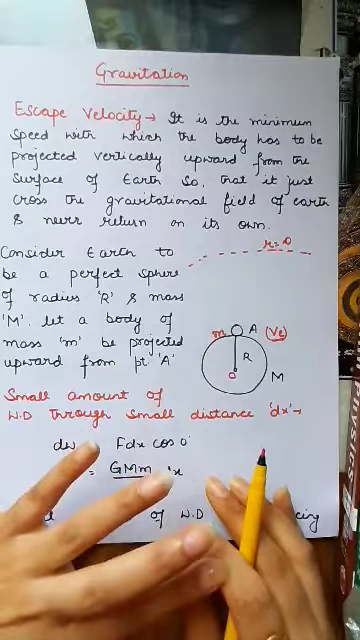 Gravitation
Escape Velocity → It is the minimum
speed with which the body has to be
projected vertically upward from the
surface of Earth so, that it just
cross the gravitational field of earth
& never return on its own.
Consider Earth to
be a perfect sphere
of radius 'R' & mass
'M'. let a body of
mass 'm' be projected
upward from pt. 'A'
r=∞
m A (Ve)
R
O
M
Small amount of
W.D through small distance 'dx' →
dw Fdx cos 0°
= GMm x
of W.D